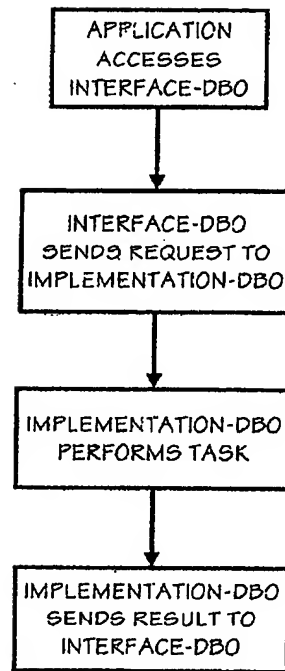 APPLICATION
ACCESSES
INTERFACE-DBO
INTERFACE-DBO
SENDS REQUEST TO
IMPLEMENTATION-DBO
IMPLEMENTATION-DBO
PERFORMS TASK
IMPLEMENTATION-DBO
SENDS RESULT TO
INTERFACE-DBO